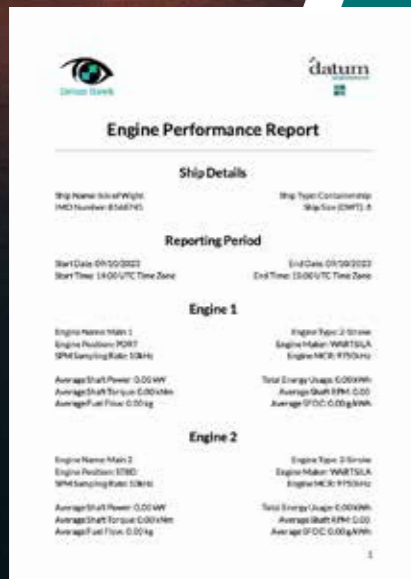 datum
Engine Performance Report
Ship Details
Ship Name: Isle of Wight
Ship Type: Containership
IMO Number:
Ship Size (DWT): 8
Reporting Period
Start Date: 09/10/2023
End Date: 09/10/2023
Start Time: 14:00 UTC Time Zone
End Time: 15:00 UTC Time Zone
Engine 1
Engine Name: Main 1
Engine Type: 2-Stroke
Engine Position: PORT
Engine Maker: WARTSILA
SPM Sampling Rate: 10kHz
Engine MCR:
Average Shaft Power: 0.00 kW
Total Energy Usage: 0.00 kWh
Average Shaft Torque: 0.00 kNm
Average Shaft RPM: 0.00
Average Fuel Flow: 0.00 kg
Average SFOC: 0.00 g/kWh
Engine 2
Engine Name: Main 2
Engine Type: 2-Stroke
Engine Position: STBD
Engine Maker: WARTSILA
SPM Sampling Rate: 10kHz
Engine MCR:
Average Shaft Power: 0.00 kW
Total Energy Usage: 0.00 kWh
Average Shaft Torque: 0.00 kNm
Average Shaft RPM: 0.00
Average Fuel Flow: 0.00 kg
Average SFOC: 0.00 g/kWh
1